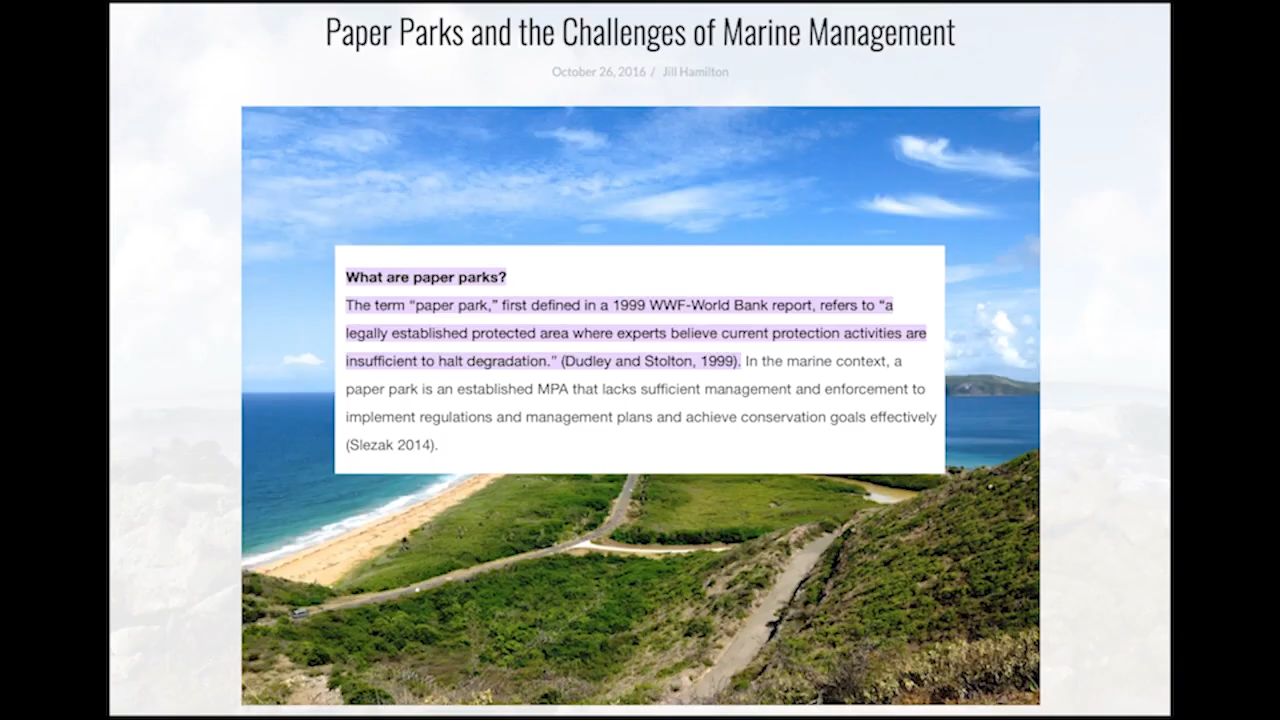 Paper Parks and the Challenges of Marine Management
October 26, 2016 / Jill Hamilton
What are paper parks?
The term “paper park,” first defined in a 1999 WWF-World Bank report, refers to “a
legally established protected area where experts believe current protection activities are
insufficient to halt degradation.” (Dudley and Stolton, 1999). In the marine context, a
paper park is an established MPA that lacks sufficient management and enforcement to
implement regulations and management plans and achieve conservation goals effectively
(Slezak 2014).